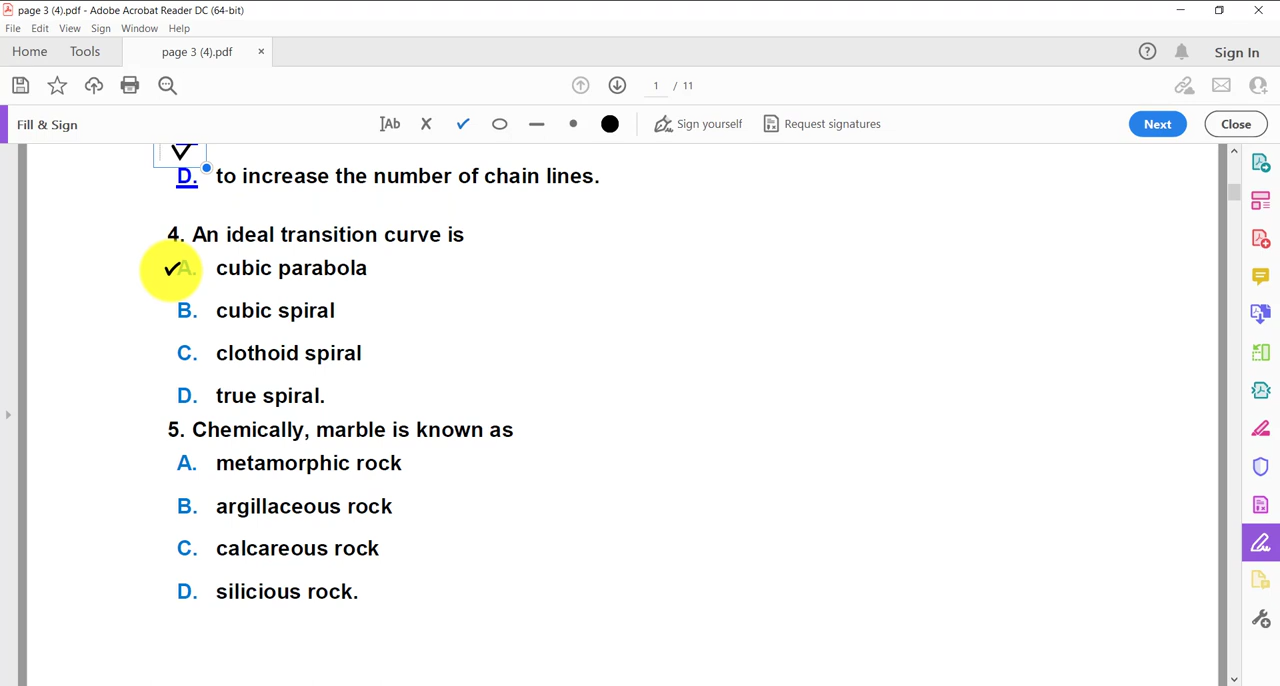 page 3 (4).pdf - Adobe Acrobat Reader DC (64-bit)
File Edit View Sign Window Help
Home Tools page 3 (4).pdf × Sign In
1 / 11
Fill & Sign Ab Sign yourself Request signatures Next Close
D. to increase the number of chain lines.
4. An ideal transition curve is
A. cubic parabola
B. cubic spiral
C. clothoid spiral
D. true spiral.
5. Chemically, marble is known as
A. metamorphic rock
B. argillaceous rock
C. calcareous rock
D. silicious rock.